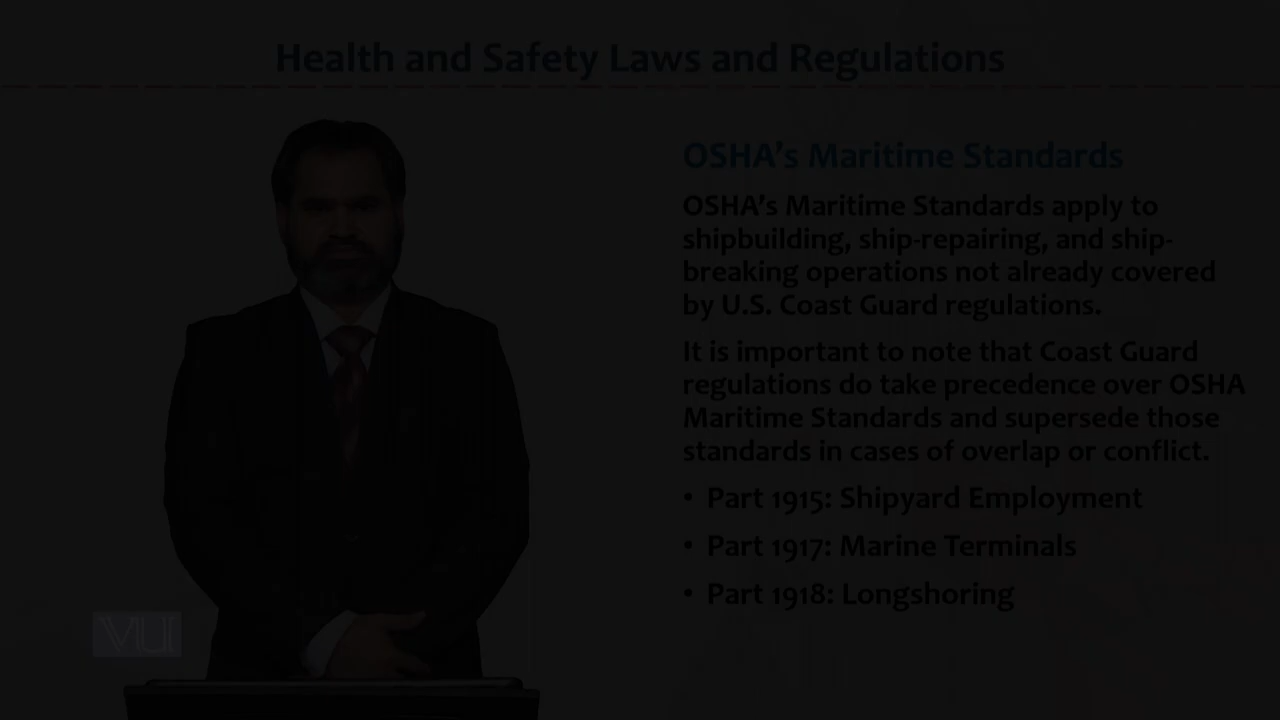 Health and Safety Laws and Regulations
OSHA's Maritime Standards
OSHA's Maritime Standards apply to
shipbuilding, ship-repairing, and ship-
breaking operations not already covered
by U.S. Coast Guard regulations.
It is important to note that Coast Guard
regulations do take precedence over OSHA
Maritime Standards and supersede those
standards in cases of overlap or conflict.
• Part 1915: Shipyard Employment
• Part 1917: Marine Terminals
• Part 1918: Longshoring
VU